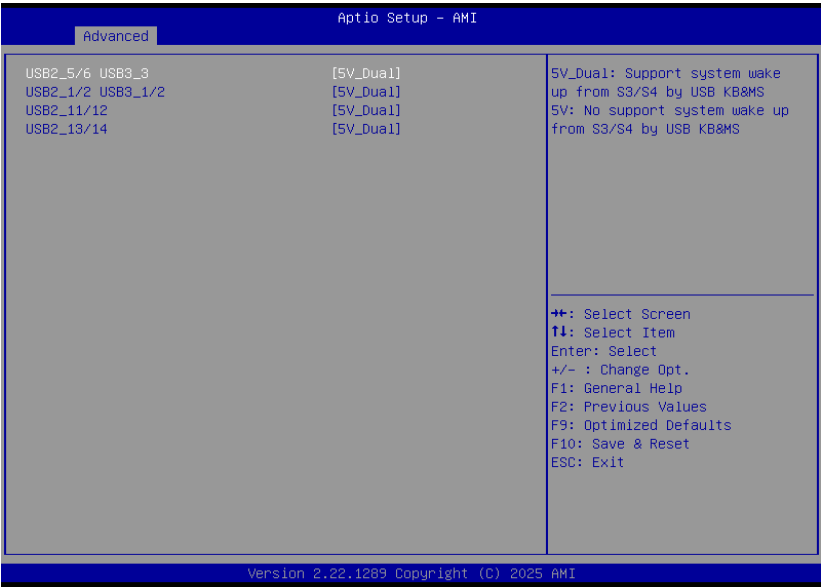 Aptio Setup – AMI
Advanced
USB2_5/6 USB3_3 [5V_Dual]
USB2_1/2 USB3_1/2 [5V_Dual]
USB2_11/12 [5V_Dual]
USB2_13/14 [5V_Dual]
5V_Dual: Support system wake
up from S3/S4 by USB KB&MS
5V: No support system wake up
from S3/S4 by USB KB&MS
→←: Select Screen
↑↓: Select Item
Enter: Select
+/- : Change Opt.
F1: General Help
F2: Previous Values
F9: Optimized Defaults
F10: Save & Reset
ESC: Exit
Version 2.22.1289 Copyright (C) 2025 AMI